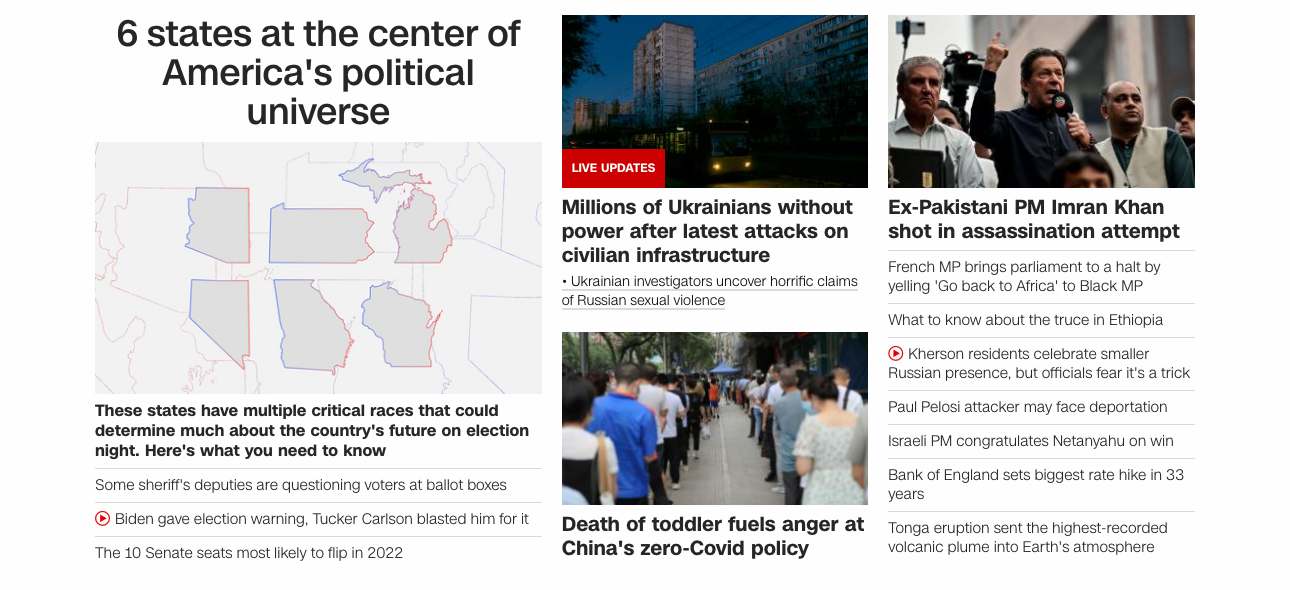 6 states at the center of
America's political
universe
These states have multiple critical races that could
determine much about the country's future on election
night. Here's what you need to know
Some sheriff's deputies are questioning voters at ballot boxes
Biden gave election warning, Tucker Carlson blasted him for it
The 10 Senate seats most likely to flip in 2022
LIVE UPDATES
Millions of Ukrainians without
power after latest attacks on
civilian infrastructure
• Ukrainian investigators uncover horrific claims
of Russian sexual violence
Death of toddler fuels anger at
China's zero-Covid policy
Ex-Pakistani PM Imran Khan
shot in assassination attempt
French MP brings parliament to a halt by
yelling 'Go back to Africa' to Black MP
What to know about the truce in Ethiopia
Kherson residents celebrate smaller
Russian presence, but officials fear it's a trick
Paul Pelosi attacker may face deportation
Israeli PM congratulates Netanyahu on win
Bank of England sets biggest rate hike in 33
years
Tonga eruption sent the highest-recorded
volcanic plume into Earth's atmosphere